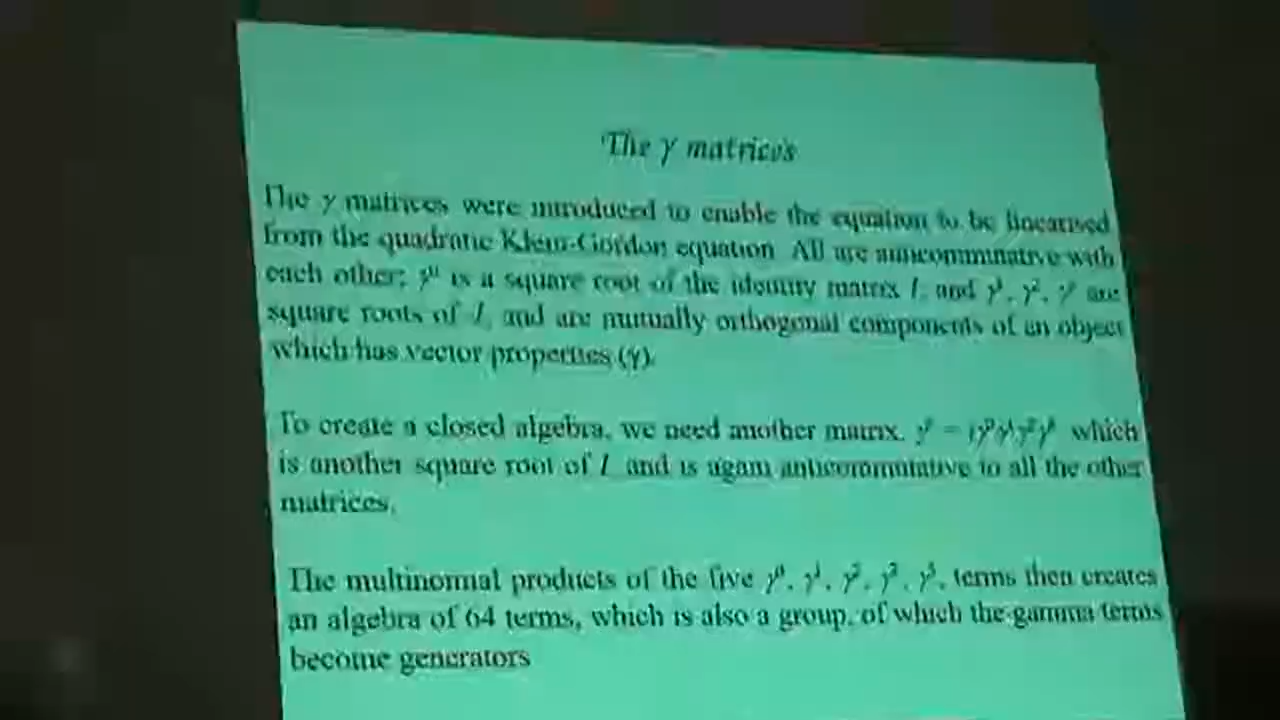 The γ matrices
The γ matrices were introduced to enable the equation to be linearised
from the quadratic Klein-Gordon equation. All are anticommutative with
each other; γ⁰ is a square root of the identity matrix I, and γ¹, γ², γ³ are
square roots of -I, and are mutually orthogonal components of an object
which has vector properties (γ).
To create a closed algebra, we need another matrix, γ⁵ = iγ⁰γ¹γ²γ³ which
is another square root of I and is again anticommutative to all the other
matrices.
The multinomial products of the five γ⁰, γ¹, γ², γ³, γ⁵, terms then creates
an algebra of 64 terms, which is also a group, of which the gamma terms
become generators